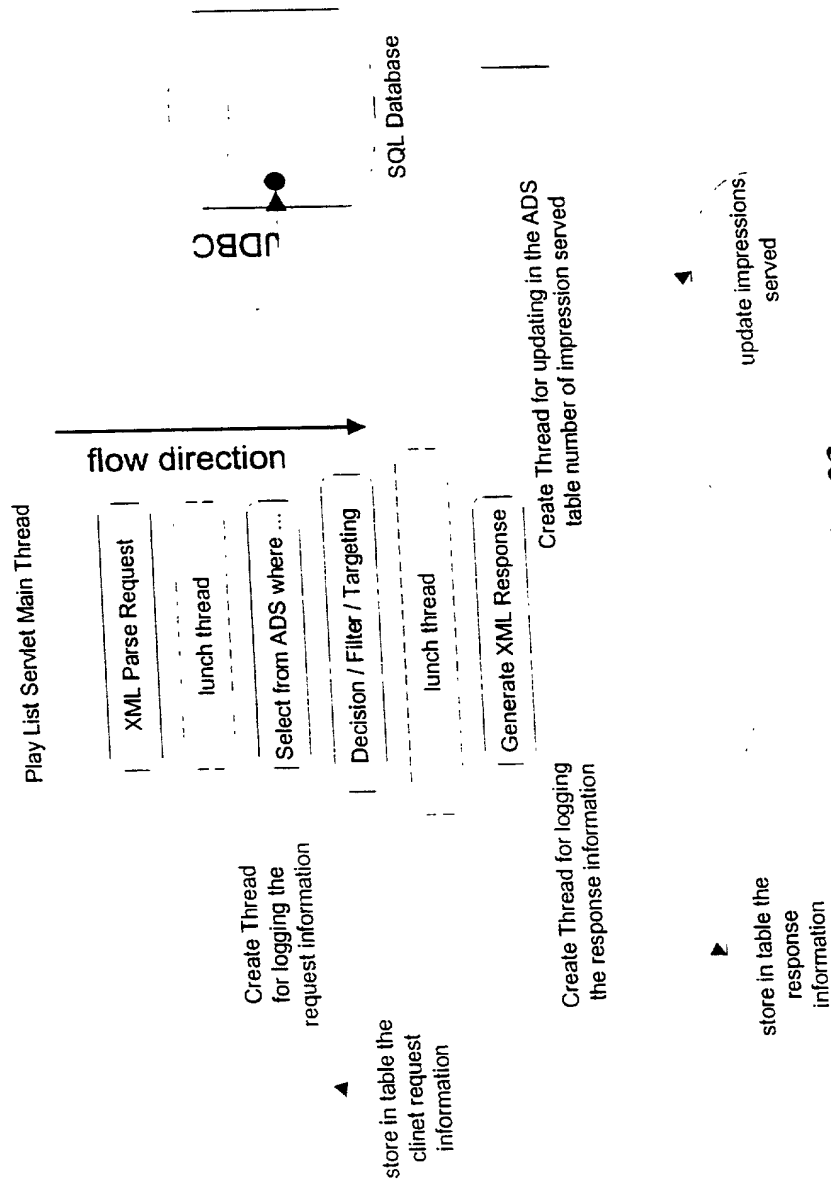 Play List Servlet Main Thread
XML Parse Request
lunch thread
Select from ADS where ...
Decision / Filter / Targeting
lunch thread
Generate XML Response
flow direction
JDBC
SQL Database
Create Thread
for logging the
request information
store in table the
clinet request
information
Create Thread for logging
the response information
store in table the
response
information
Create Thread for updating in the ADS
table number of impression served
update impressions
served